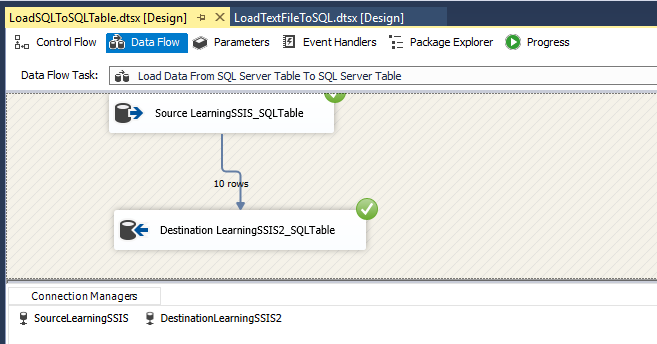 LoadSQLToSQLTable.dtsx [Design] LoadTextFileToSQL.dtsx [Design]
Control Flow Data Flow Parameters Event Handlers Package Explorer Progress
Data Flow Task: Load Data From SQL Server Table To SQL Server Table
Source LearningSSIS_SQLTable
10 rows
Destination LearningSSIS2_SQLTable
Connection Managers
SourceLearningSSIS DestinationLearningSSIS2